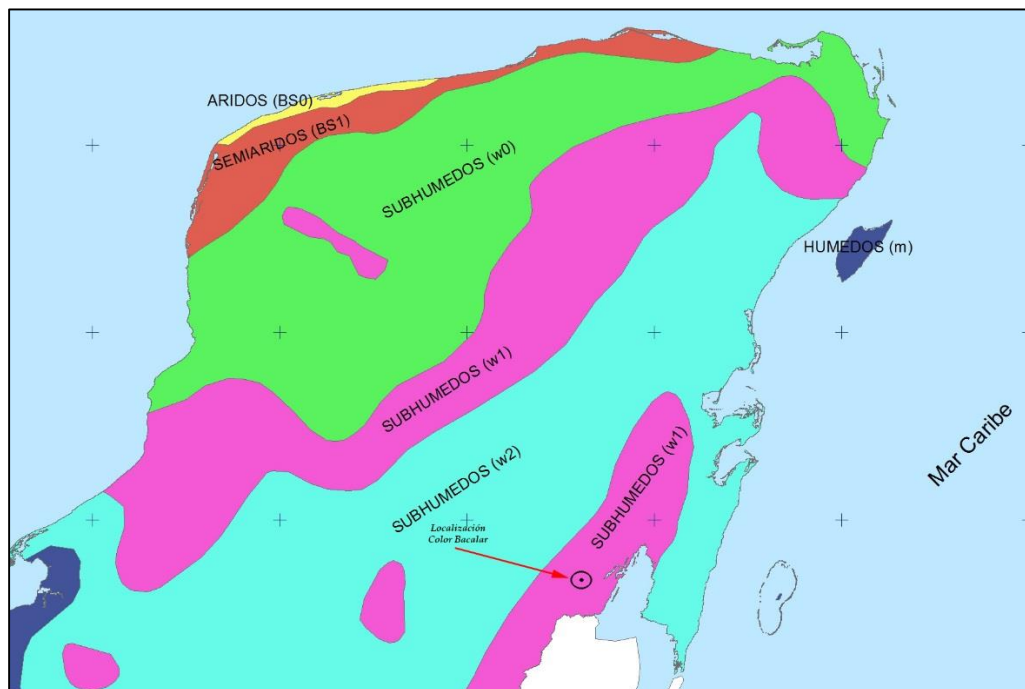 ARIDOS (BS0)
SEMIARIDOS (BS1)
SUBHUMEDOS (w0)
HUMEDOS (m)
SUBHUMEDOS (w1)
SUBHUMEDOS (w1)
Mar Caribe
SUBHUMEDOS (w2)
Localización
Color Bacalar